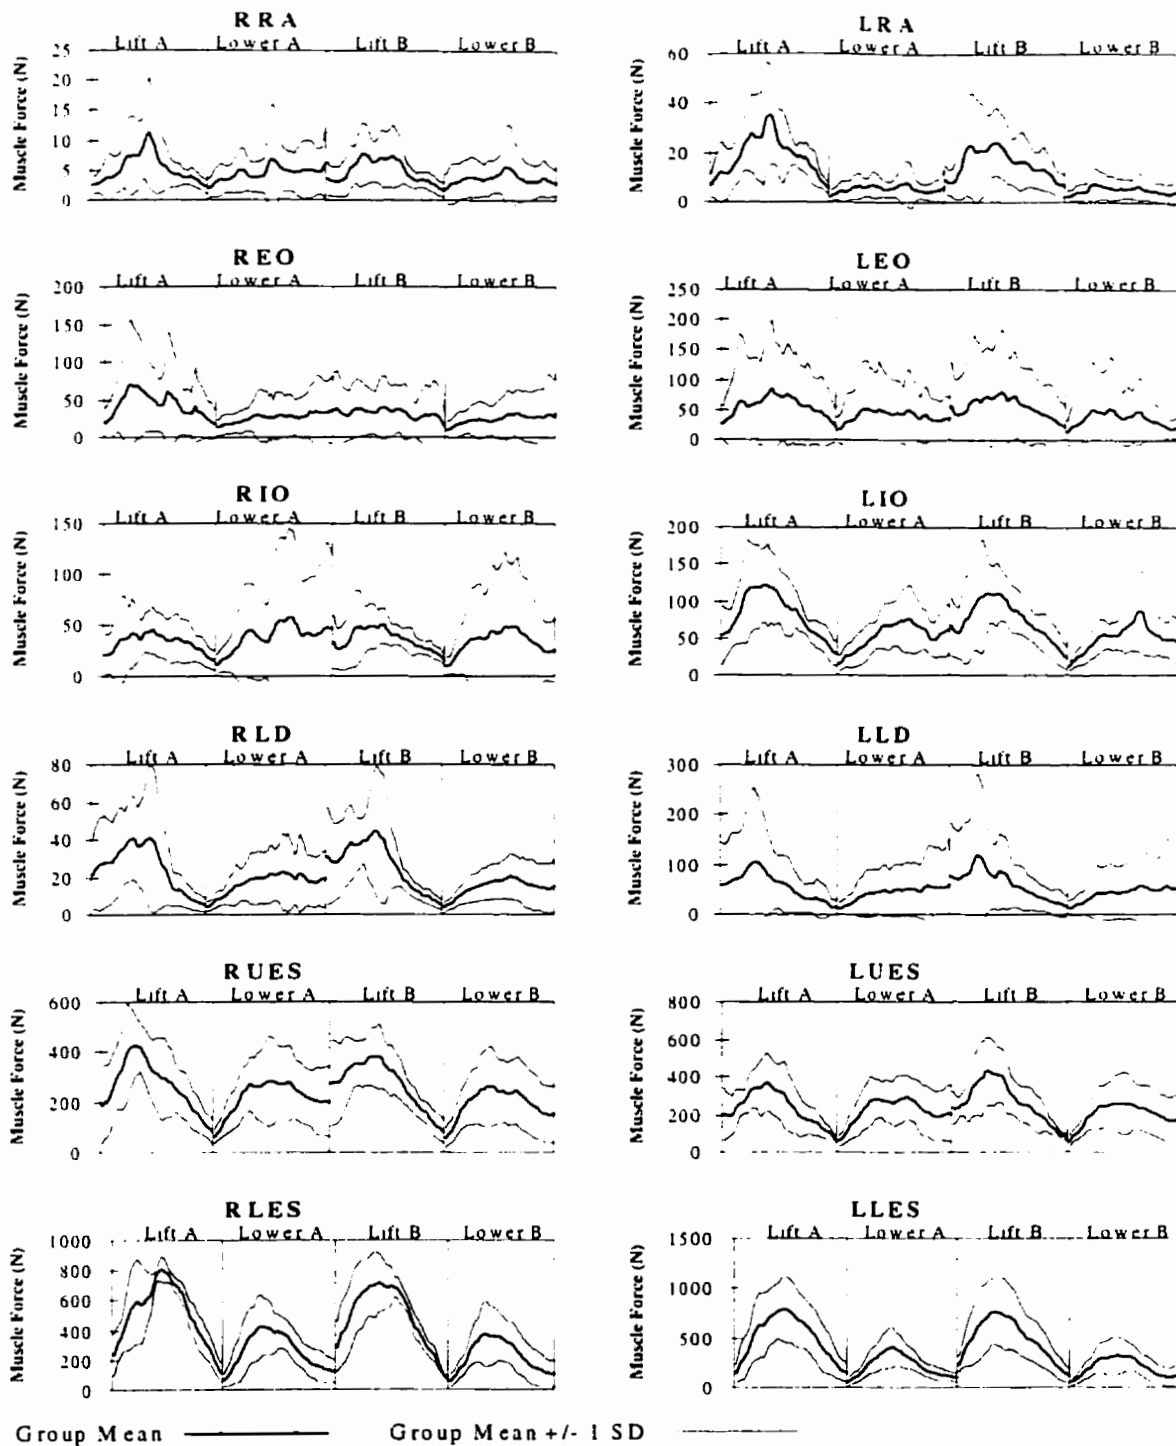 RRA
Lift A Lower A Lift B Lower B
Muscle Force (N)
25
20
15
10
5
0
LRA
Lift A Lower A Lift B Lower B
Muscle Force (N)
60
40
20
0
REO
Lift A Lower A Lift B Lower B
Muscle Force (N)
200
150
100
50
0
LEO
Lift A Lower A Lift B Lower B
Muscle Force (N)
250
200
150
100
50
0
RIO
Lift A Lower A Lift B Lower B
Muscle Force (N)
150
100
50
0
LIO
Lift A Lower A Lift B Lower B
Muscle Force (N)
200
150
100
50
0
RLD
Lift A Lower A Lift B Lower B
Muscle Force (N)
80
60
40
20
0
LLD
Lift A Lower A Lift B Lower B
Muscle Force (N)
300
200
100
0
RUES
Lift A Lower A Lift B Lower B
Muscle Force (N)
600
400
200
0
LUES
Lift A Lower A Lift B Lower B
Muscle Force (N)
800
600
400
200
0
RLES
Lift A Lower A Lift B Lower B
Muscle Force (N)
1000
800
600
400
200
0
LLES
Lift A Lower A Lift B Lower B
Muscle Force (N)
1500
1000
500
0
Group Mean Group Mean +/- 1 SD